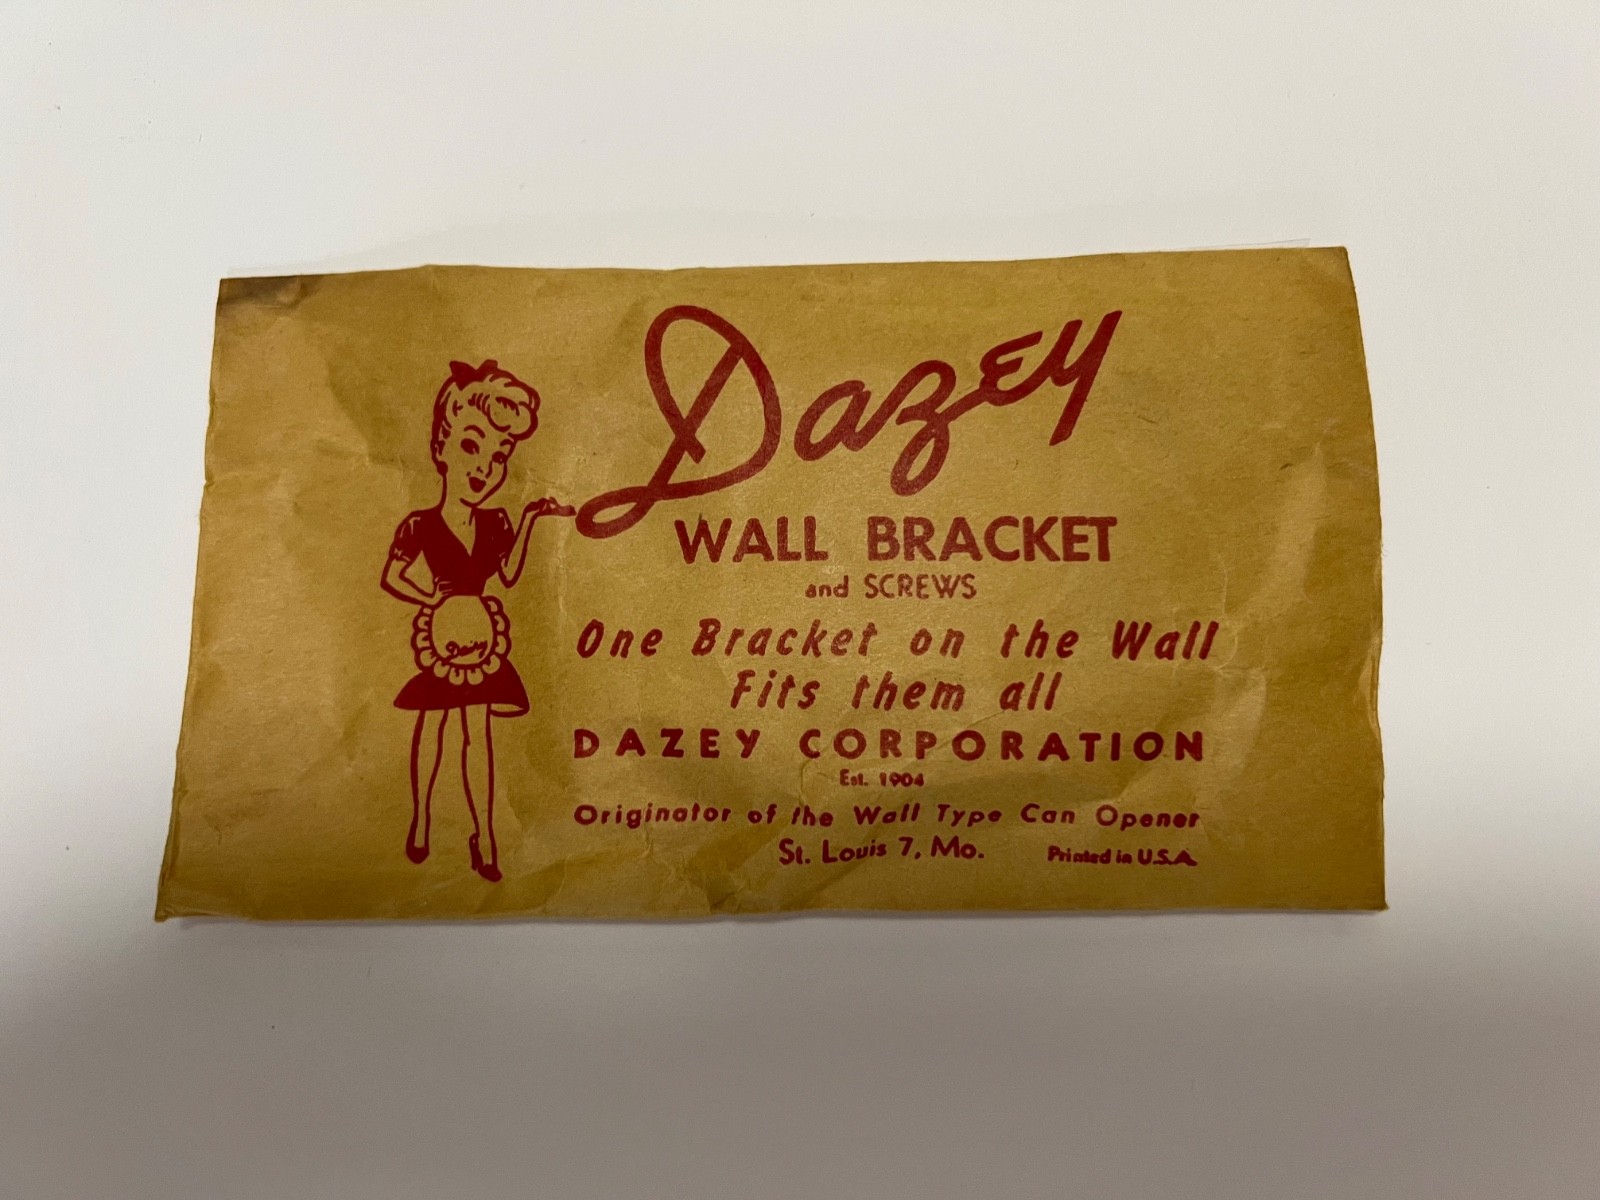 Dazey
WALL BRACKET
and SCREWS
One Bracket on the Wall
Fits them all
DAZEY CORPORATION
Est. 1904
Originator of the Wall Type Can Opener
St. Louis 7, Mo.
Printed in U.S.A.